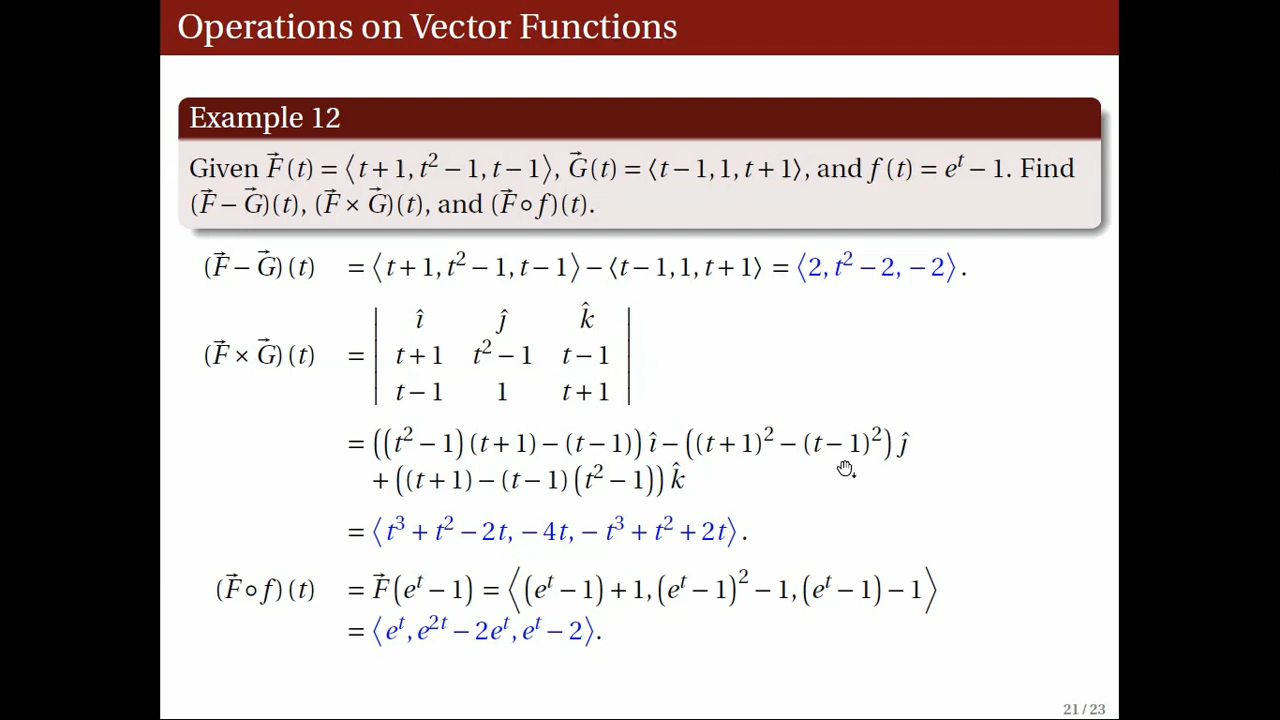 Operations on Vector Functions
Example 12
Given F⃗(t) = ⟨t+1, t² − 1, t − 1⟩, G⃗(t) = ⟨t − 1, 1, t + 1⟩, and f(t) = eᵗ − 1. Find
(F⃗ − G⃗)(t), (F⃗ × G⃗)(t), and (F⃗ ∘ f)(t).
(F⃗ − G⃗)(t) = ⟨t+1, t² − 1, t − 1⟩ − ⟨t − 1, 1, t + 1⟩ = ⟨2, t² − 2, −2⟩.
î ĵ k̂
(F⃗ × G⃗)(t) = | t+1 t² − 1 t − 1 |
t − 1 1 t + 1
= ((t² − 1)(t + 1) − (t − 1)) î − ((t + 1)² − (t − 1)²) ĵ
+ ((t + 1) − (t − 1)(t² − 1)) k̂
= ⟨t³ + t² − 2t, −4t, −t³ + t² + 2t⟩.
(F⃗ ∘ f)(t) = F⃗(eᵗ − 1) = ⟨(eᵗ − 1) + 1, (eᵗ − 1)² − 1, (eᵗ − 1) − 1⟩
= ⟨eᵗ, e²ᵗ − 2eᵗ, eᵗ − 2⟩.
21 / 23